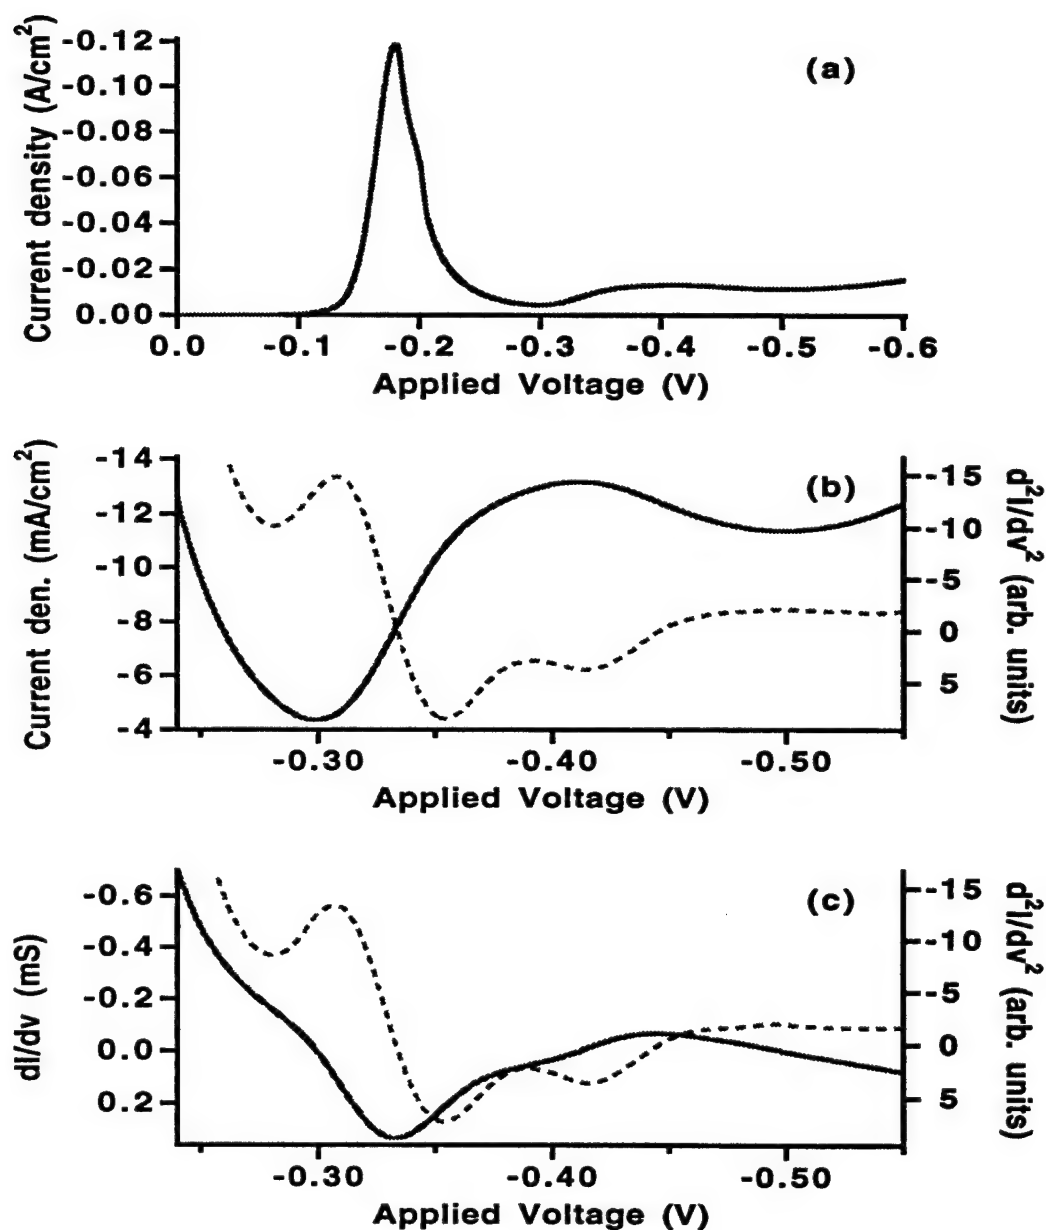 Current density (A/cm²)
-0.12
-0.10
-0.08
-0.06
-0.04
-0.02
0.00
(a)
0.0 -0.1 -0.2 -0.3 -0.4 -0.5 -0.6
Applied Voltage (V)
Current den. (mA/cm²)
-14
-12
-10
-8
-6
-4
(b)
-15
-10
-5
0
5
d²I/dv² (arb. units)
-0.30 -0.40 -0.50
Applied Voltage (V)
dI/dv (mS)
-0.6
-0.4
-0.2
0.0
0.2
(c)
-15
-10
-5
0
5
d²I/dv² (arb. units)
-0.30 -0.40 -0.50
Applied Voltage (V)